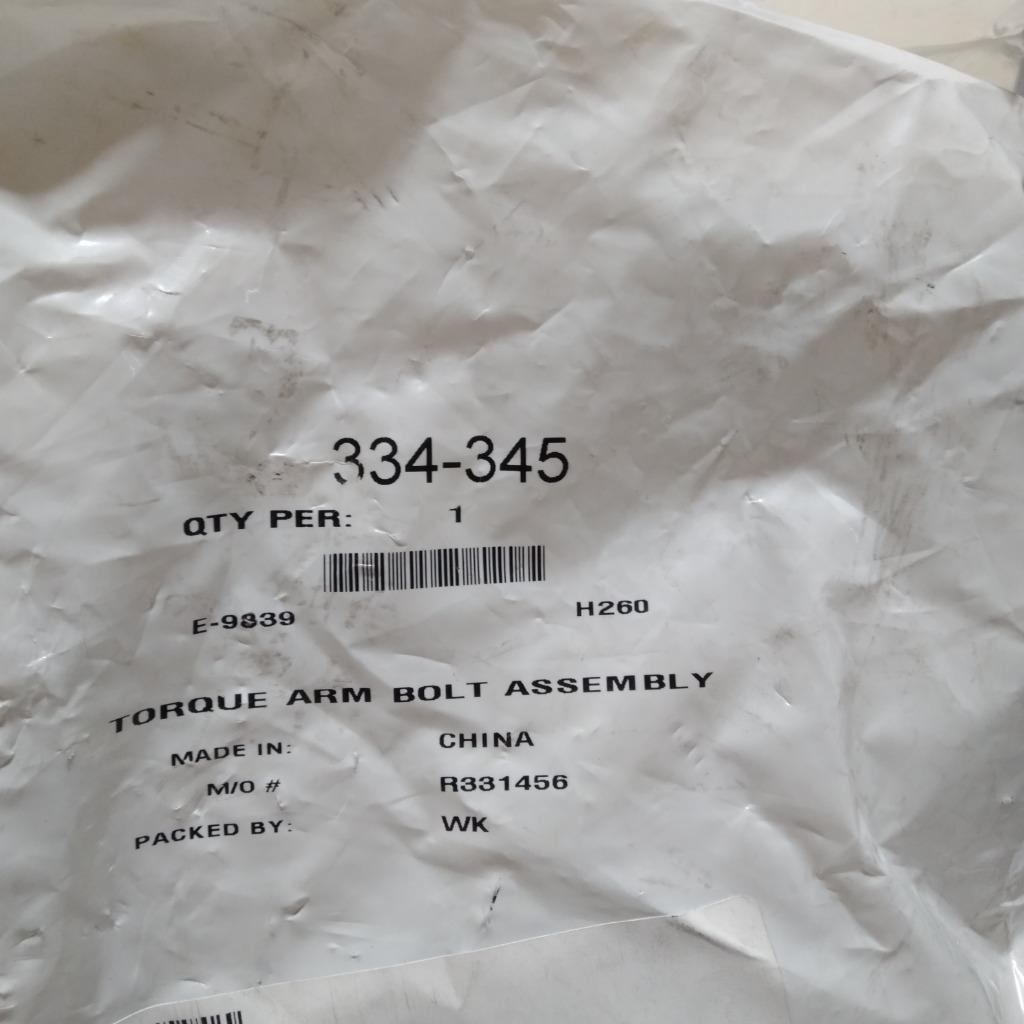 334-345
QTY PER: 1
E-9839 H260
TORQUE ARM BOLT ASSEMBLY
MADE IN: CHINA
M/O # R331456
PACKED BY: WK